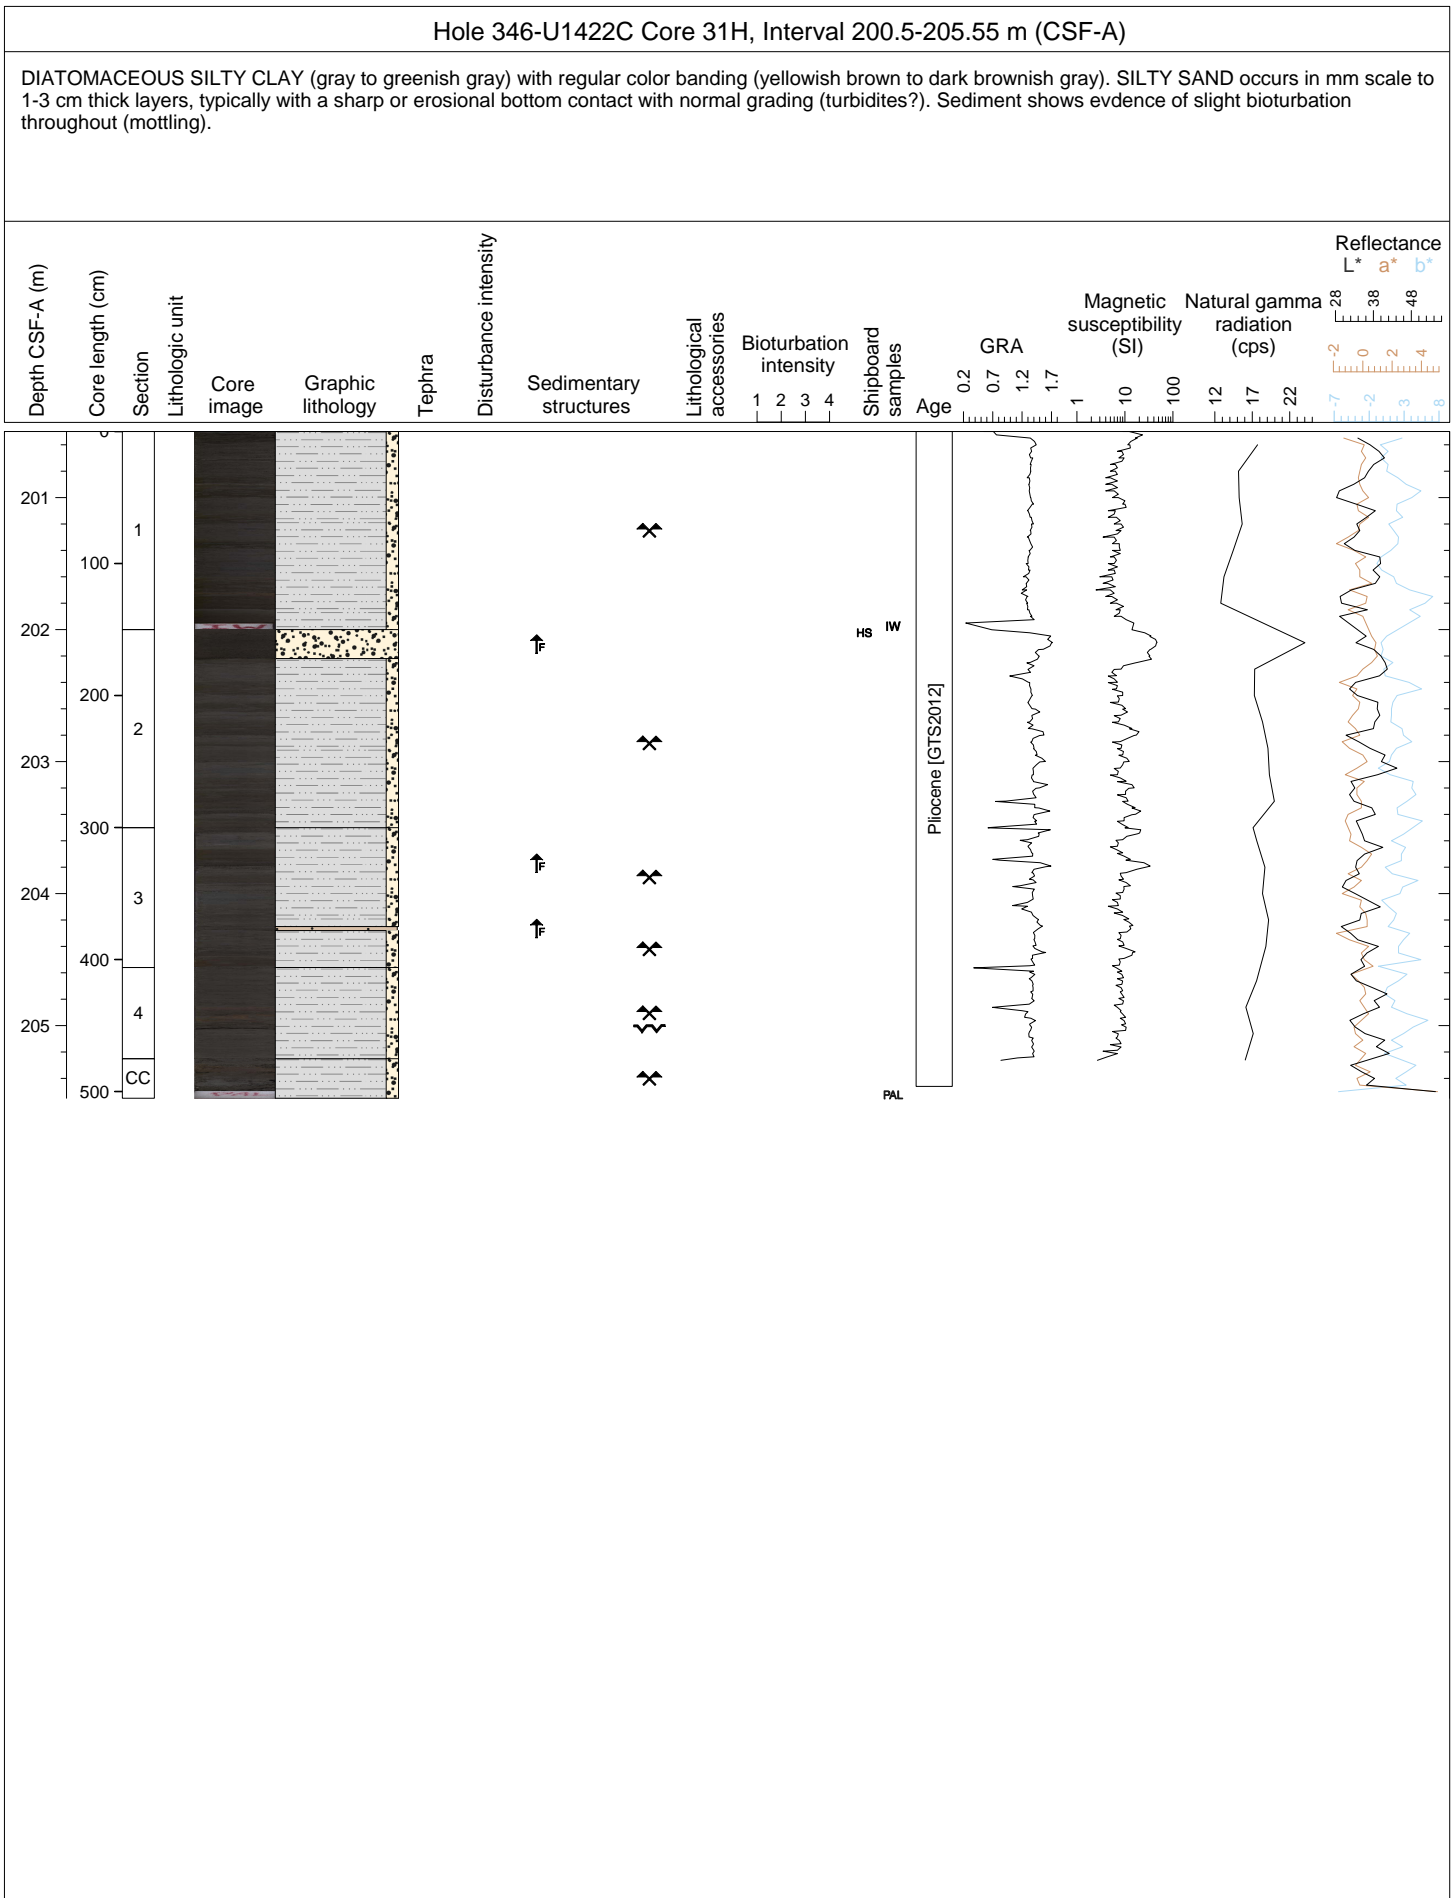 Hole 346-U1422C Core 31H, Interval 200.5-205.55 m (CSF-A)
DIATOMACEOUS SILTY CLAY (gray to greenish gray) with regular color banding (yellowish brown to dark brownish gray). SILTY SAND occurs in mm scale to
1-3 cm thick layers, typically with a sharp or erosional bottom contact with normal grading (turbidites?). Sediment shows evdence of slight bioturbation
throughout (mottling).
Depth CSF-A (m)
Core length (cm)
Section
Lithologic unit
Core
image
Graphic
lithology
Tephra
Disturbance intensity
Sedimentary
structures
Lithological
accessories
Bioturbation
intensity
1 2 3 4
Shipboard
samples
Age
GRA
0.2 0.7 1.2 1.7
Magnetic
susceptibility
(SI)
1 10 100
Natural gamma
radiation
(cps)
12 17 22
Reflectance
L* a* b*
28 38 48
-2 0 2 4
-7 -2 3 8
0
201
1
100
202
HS
IW
F
200
2
203
Pliocene [GTS2012]
300
F
204
3
F
400
4
205
CC
500
PAL